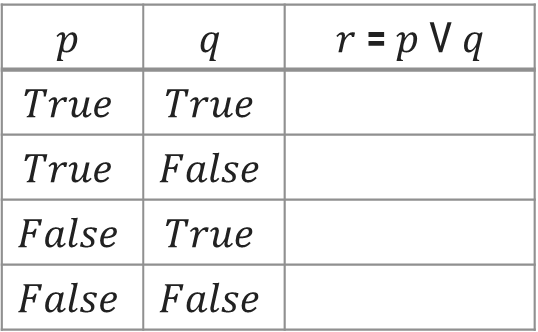 p q r = p V q
True True
True False
False True
False False